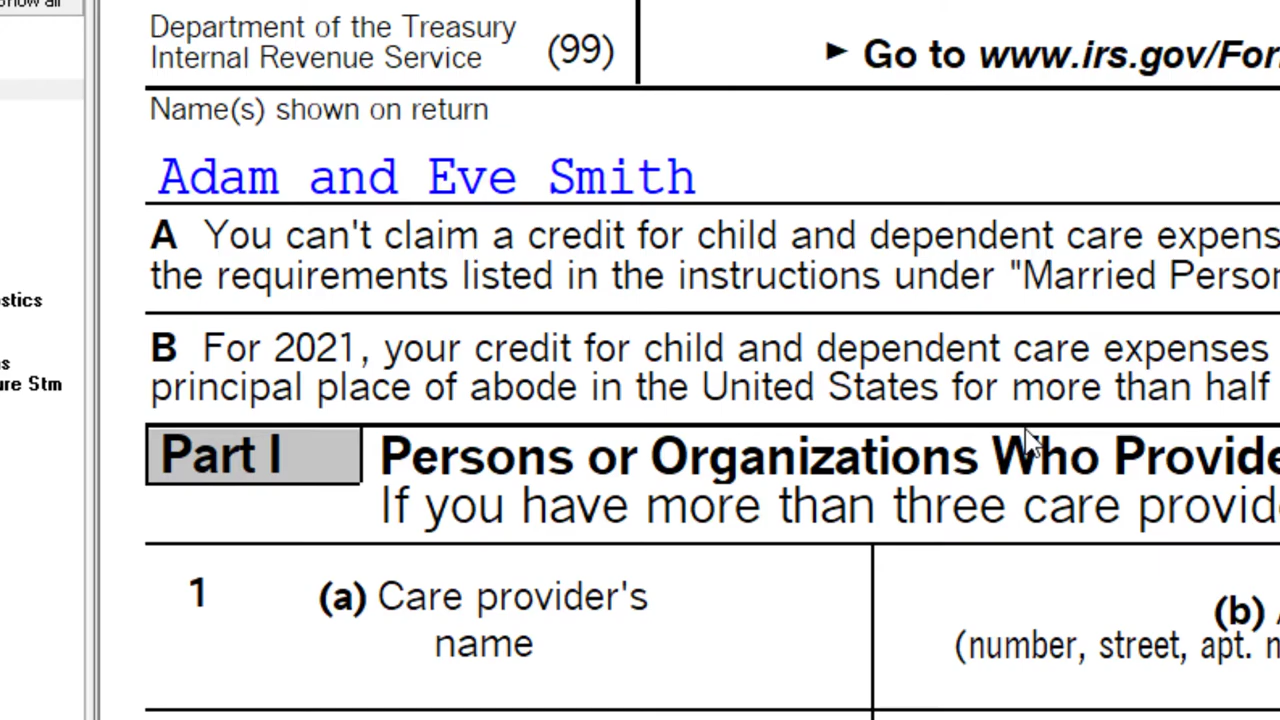 Department of the Treasury
Internal Revenue Service
(99)
Go to www.irs.gov/For
Name(s) shown on return
Adam and Eve Smith
A You can't claim a credit for child and dependent care expens
the requirements listed in the instructions under "Married Person
B For 2021, your credit for child and dependent care expenses
principal place of abode in the United States for more than half
stics
s
ure Stm
Part I Persons or Organizations Who Provide
If you have more than three care provid
1 (a) Care provider's
name
(b)
(number, street, apt. n